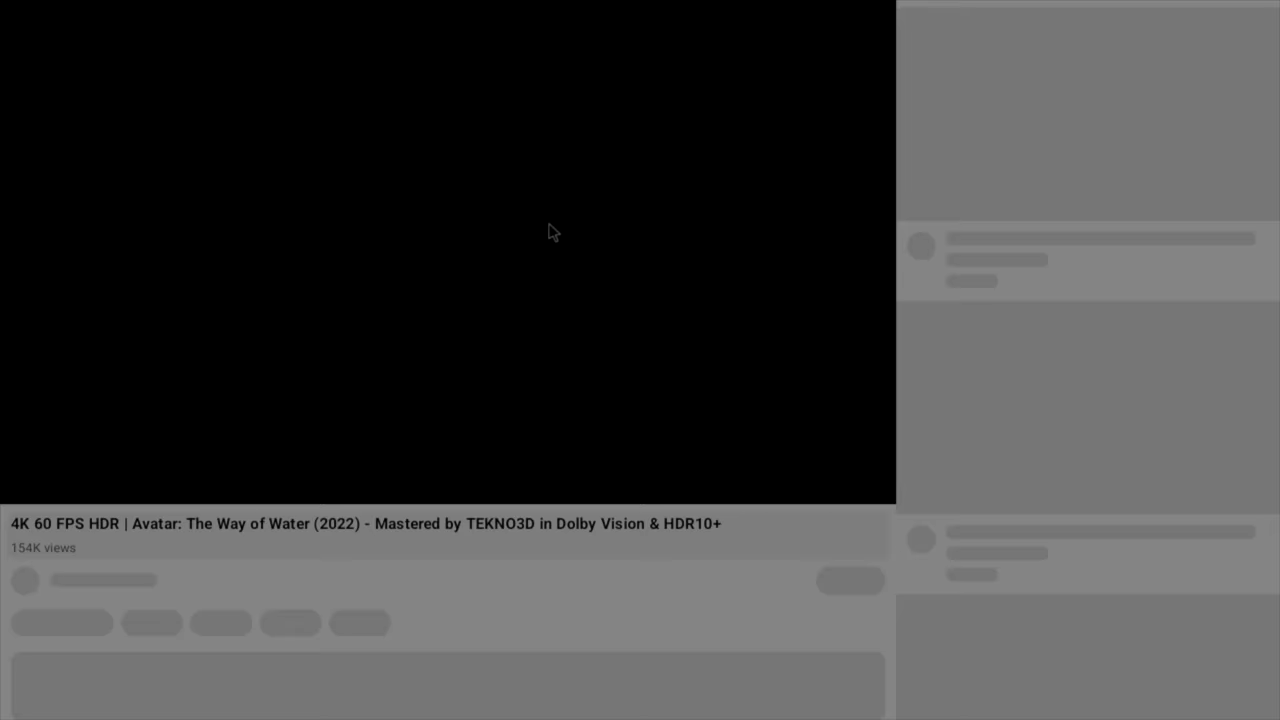 4K 60 FPS HDR | Avatar: The Way of Water (2022) - Mastered by TEKNO3D in Dolby Vision & HDR10+
154K views